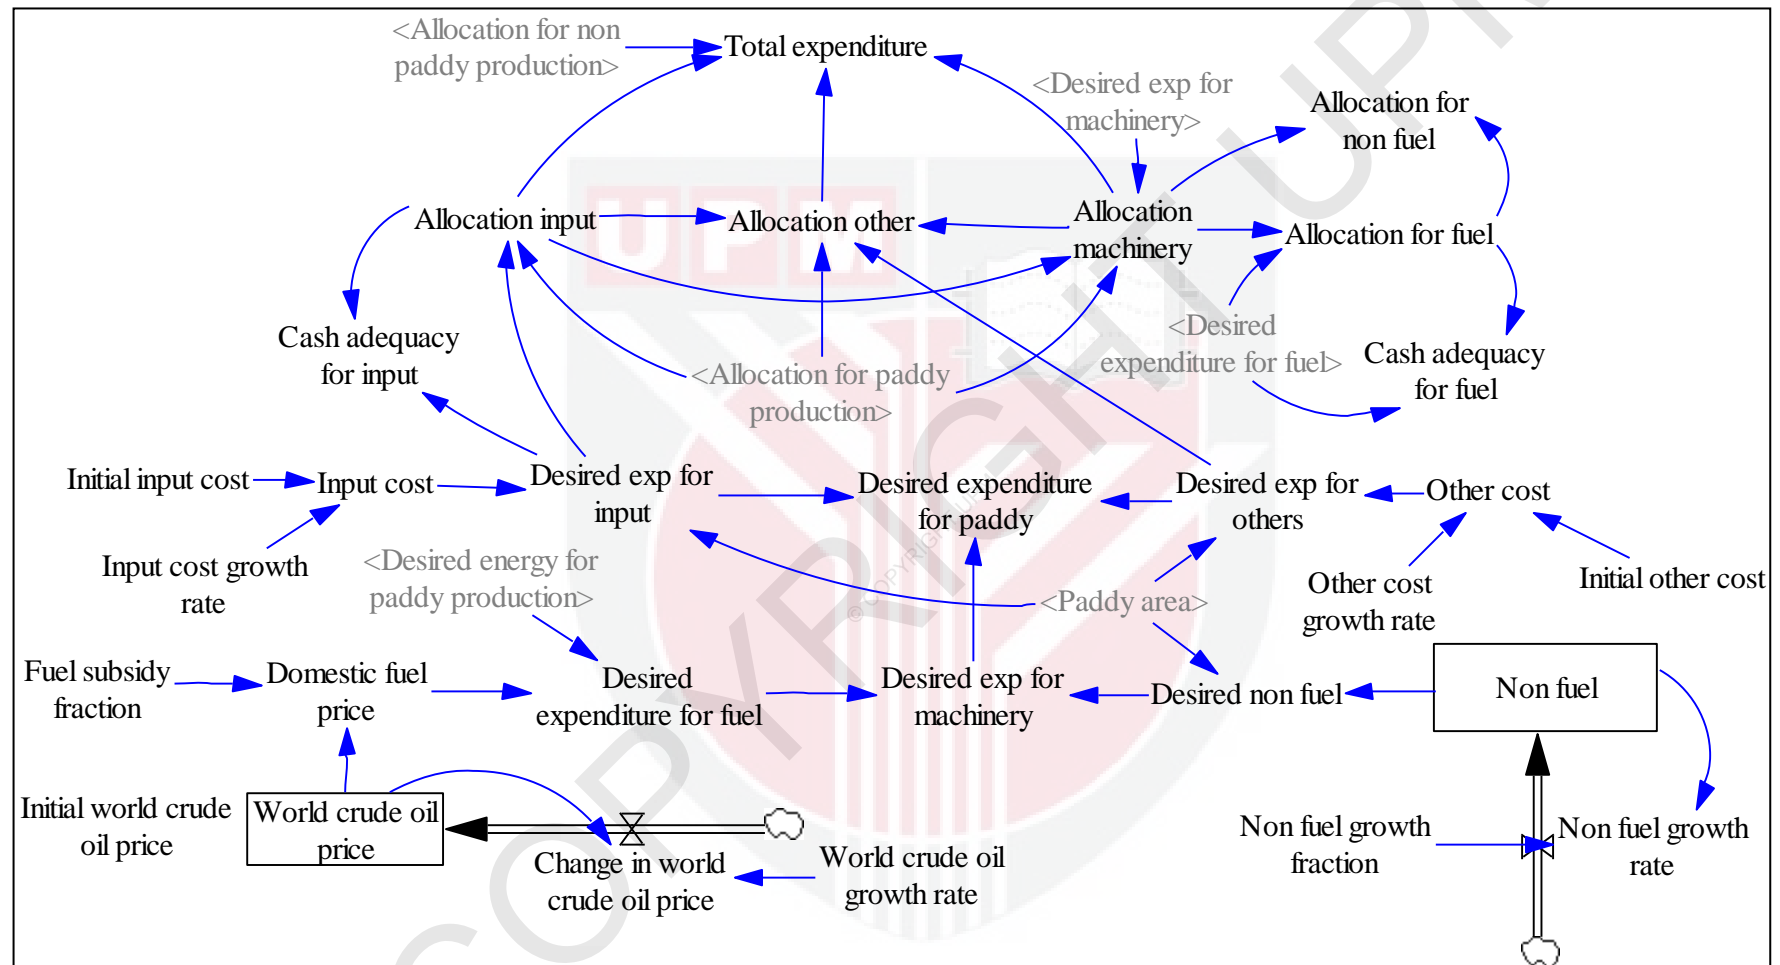 <Allocation for non
paddy production>
Total expenditure
<Desired exp for
machinery>
Allocation for
non fuel
Allocation input
Allocation other
Allocation
machinery
Allocation for fuel
Cash adequacy
for input
<Allocation for paddy
production>
<Desired
expenditure for fuel>
Cash adequacy
for fuel
Initial input cost
Input cost
Desired exp for
input
Desired expenditure
for paddy
Desired exp for
others
Other cost
Input cost growth
rate
<Desired energy for
paddy production>
<Paddy area>
Other cost
growth rate
Initial other cost
Fuel subsidy
fraction
Domestic fuel
price
Desired
expenditure for fuel
Desired exp for
machinery
Desired non fuel
Non fuel
Initial world crude
oil price
World crude oil
price
Change in world
crude oil price
World crude oil
growth rate
Non fuel growth
fraction
Non fuel growth
rate
UPM
COPYRIGHT UPM
© COPYRIGHT UPM